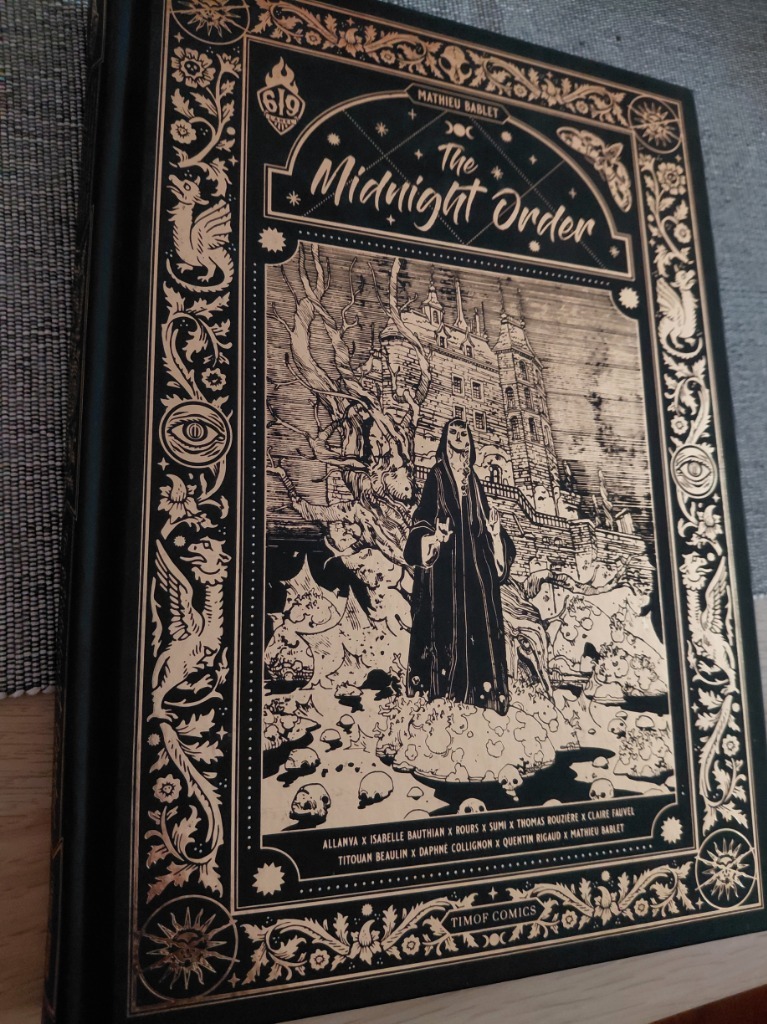 619
MATHIEU BABLET
The
Midnight Order
ALLANVA X ISABELLE BAUTHIAN X ROURS X SUMI X THOMAS ROUZIÈRE X CLAIRE FAUVEL
TITOUAN BEAULIN X DAPHNÉ COLLIGNON X QUENTIN RIGAUD X MATHIEU BABLET
TIMOF COMICS